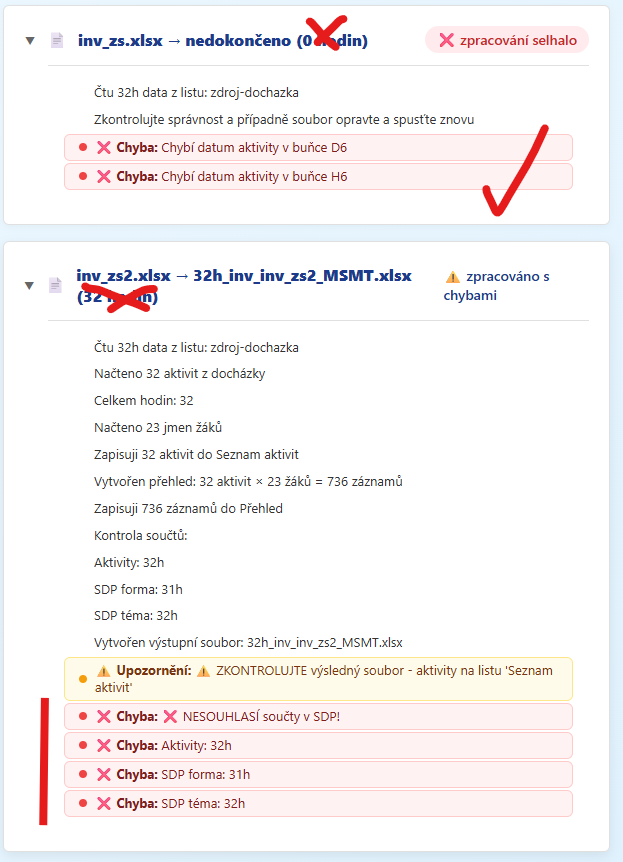 inv_zs.xlsx → nedokončeno (0 hodin)
❌ zpracování selhalo
Čtu 32h data z listu: zdroj-dochazka
Zkontrolujte správnost a případně soubor opravte a spusťte znovu
❌ Chyba: Chybí datum aktivity v buňce D6
❌ Chyba: Chybí datum aktivity v buňce H6
inv_zs2.xlsx → 32h_inv_inv_zs2_MSMT.xlsx
(32 hodin)
⚠️ zpracováno s
chybami
Čtu 32h data z listu: zdroj-dochazka
Načteno 32 aktivit z docházky
Celkem hodin: 32
Načteno 23 jmen žáků
Zapisuji 32 aktivit do Seznam aktivit
Vytvořen přehled: 32 aktivit × 23 žáků = 736 záznamů
Zapisuji 736 záznamů do Přehled
Kontrola součtů:
Aktivity: 32h
SDP forma: 31h
SDP téma: 32h
Vytvořen výstupní soubor: 32h_inv_inv_zs2_MSMT.xlsx
⚠️ Upozornění: ⚠️ ZKONTROLUJTE výsledný soubor - aktivity na listu 'Seznam
aktivit'
❌ Chyba: ❌ NESOUHLASÍ součty v SDP!
❌ Chyba: Aktivity: 32h
❌ Chyba: SDP forma: 31h
❌ Chyba: SDP téma: 32h